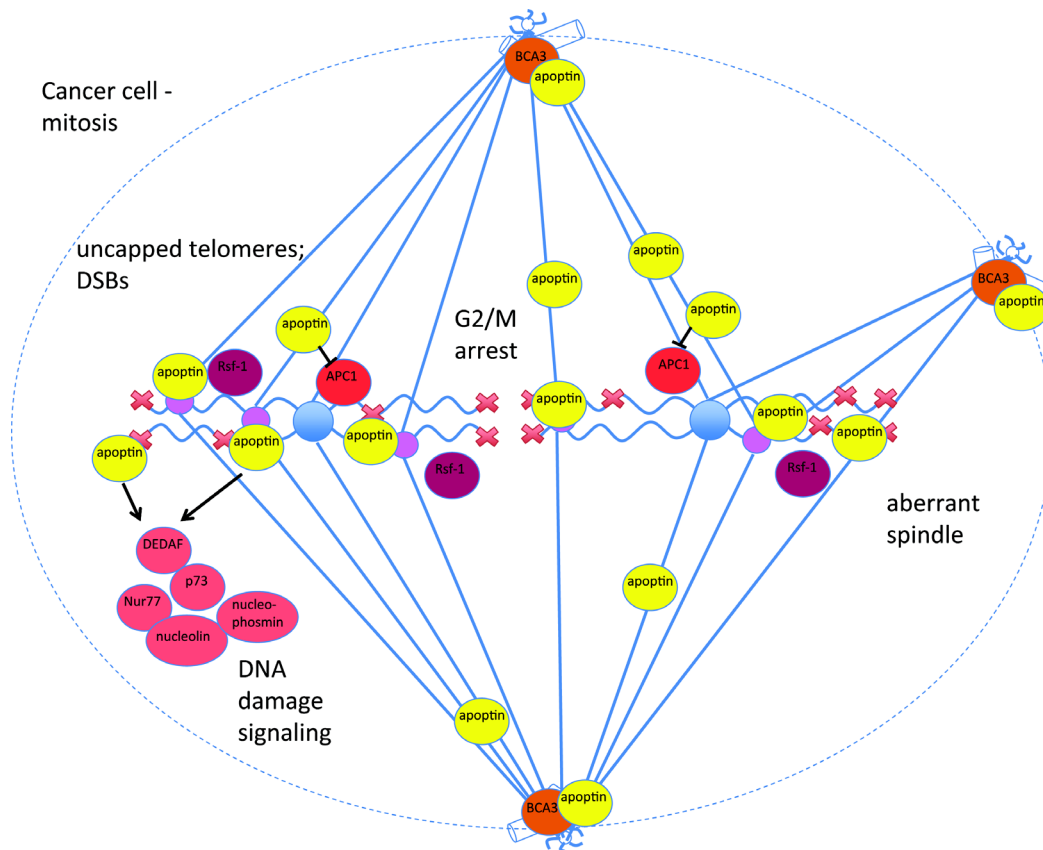 BCA3
apoptin
Cancer cell -
mitosis
uncapped telomeres;
DSBs
apoptin
BCA3
apoptin
apoptin
apoptin
apoptin
G2/M
arrest
apoptin
Rsf-1
APC1
APC1
apoptin
apoptin
apoptin
apoptin
apoptin
apoptin
Rsf-1
Rsf-1
aberrant
spindle
DEDAF
p73
apoptin
Nur77
nucleo-
phosmin
nucleolin
DNA
damage
signaling
apoptin
BCA3
apoptin